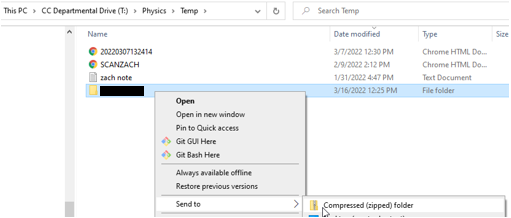 This PC > CC Departmental Drive (T:) > Physics > Temp >
Search Temp
Name Date modified Type Size
20220307132414 3/7/2022 12:30 PM Chrome HTML Do...
SCANZACH 2/9/2022 2:12 PM Chrome HTML Do...
zach note 1/31/2022 4:47 PM Text Document
3/16/2022 12:25 PM File folder
Open
Open in new window
Pin to Quick access
Git GUI Here
Git Bash Here
Always available offline
Restore previous versions
Send to
Compressed (zipped) folder